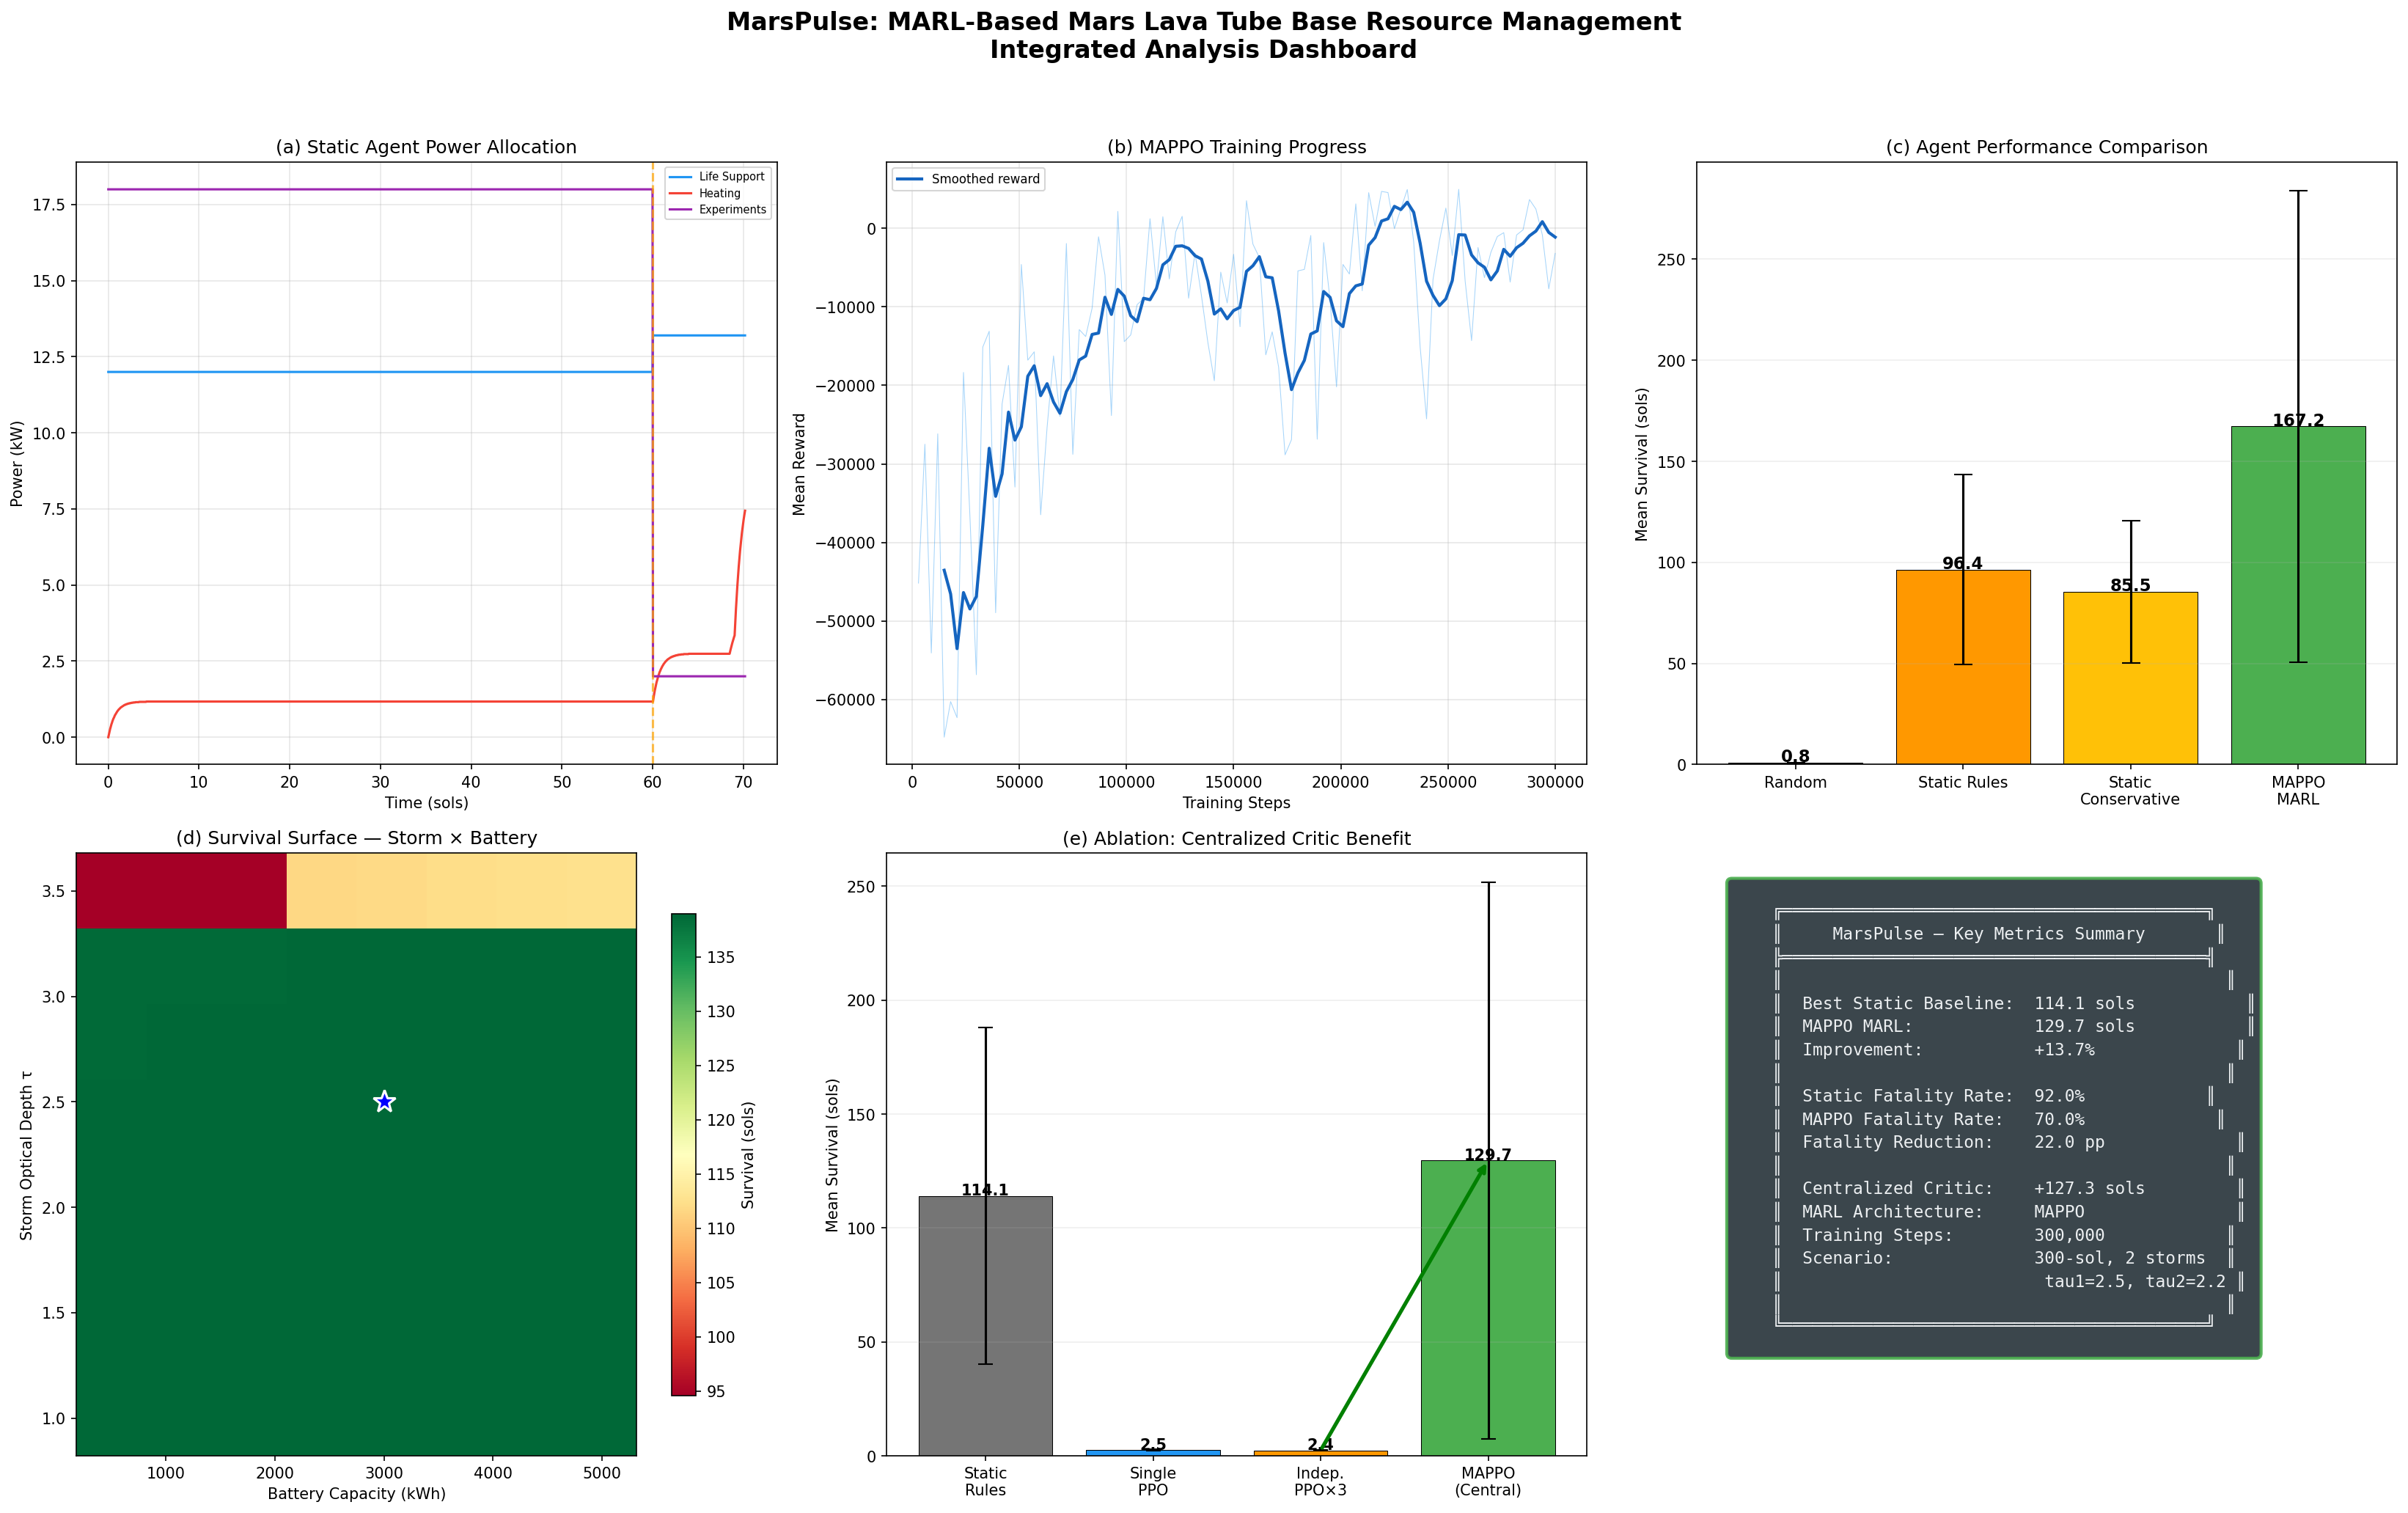 MarsPulse: MARL-Based Mars Lava Tube Base Resource Management
Integrated Analysis Dashboard
(a) Static Agent Power Allocation
Power (kW)
17.5
15.0
12.5
10.0
7.5
5.0
2.5
0.0
Life Support
Heating
Experiments
0 10 20 30 40 50 60 70
Time (sols)
(b) MAPPO Training Progress
Mean Reward
0
−10000
−20000
−30000
−40000
−50000
−60000
Smoothed reward
0 50000 100000 150000 200000 250000 300000
Training Steps
(c) Agent Performance Comparison
Mean Survival (sols)
250
200
150
100
50
0
0.8
96.4
85.5
167.2
Random
Static Rules
Static
Conservative
MAPPO
MARL
(d) Survival Surface — Storm × Battery
Storm Optical Depth τ
3.5
3.0
2.5
2.0
1.5
1.0
1000 2000 3000 4000 5000
Battery Capacity (kWh)
135
130
125
120
115
110
105
100
95
Survival (sols)
(e) Ablation: Centralized Critic Benefit
Mean Survival (sols)
250
200
150
100
50
0
114.1
2.5
2.4
129.7
Static
Rules
Single
PPO
Indep.
PPO×3
MAPPO
(Central)
MarsPulse — Key Metrics Summary
Best Static Baseline: 114.1 sols
MAPPO MARL: 129.7 sols
Improvement: +13.7%
Static Fatality Rate: 92.0%
MAPPO Fatality Rate: 70.0%
Fatality Reduction: 22.0 pp
Centralized Critic: +127.3 sols
MARL Architecture: MAPPO
Training Steps: 300,000
Scenario: 300-sol, 2 storms
tau1=2.5, tau2=2.2